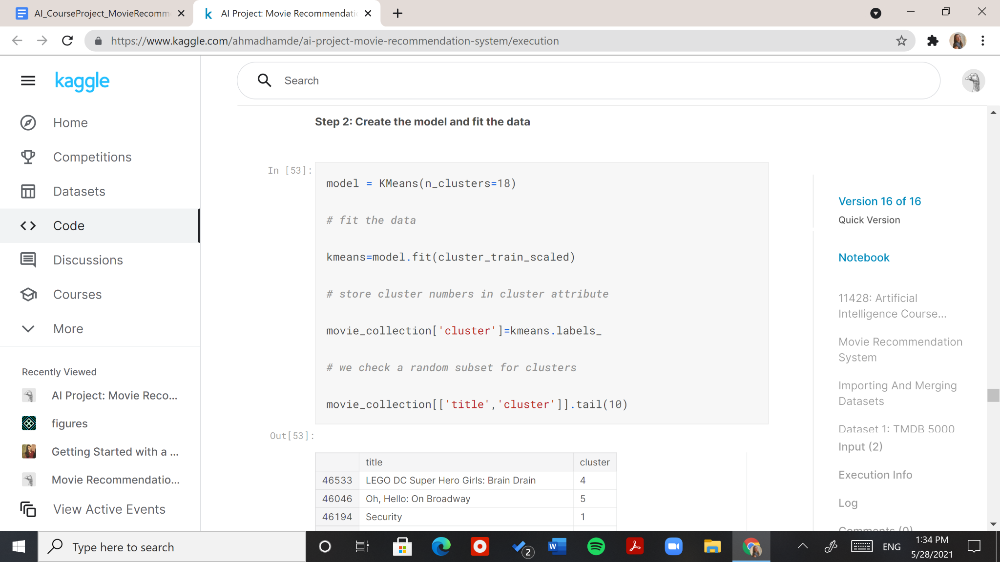 AI_CourseProject_MovieRecomm
AI Project: Movie Recommendati
https://www.kaggle.com/ahmadhamde/ai-project-movie-recommendation-system/execution
kaggle
Search
Home
Competitions
Datasets
Code
Discussions
Courses
More
Recently Viewed
AI Project: Movie Reco...
figures
Getting Started with a ...
Movie Recommendatio...
View Active Events
Step 2: Create the model and fit the data
In [53]:
model = KMeans(n_clusters=18)
# fit the data
kmeans=model.fit(cluster_train_scaled)
# store cluster numbers in cluster attribute
movie_collection['cluster']=kmeans.labels_
# we check a random subset for clusters
movie_collection[['title','cluster']].tail(10)
Out[53]:
title cluster
46533 LEGO DC Super Hero Girls: Brain Drain 4
46046 Oh, Hello: On Broadway 5
46194 Security 1
Version 16 of 16
Quick Version
Notebook
11428: Artificial
Intelligence Course...
Movie Recommendation
System
Importing And Merging
Datasets
Dataset 1: TMDB 5000
Input (2)
Execution Info
Log
Comments (0)
Type here to search
2
ENG
1:34 PM
5/28/2021